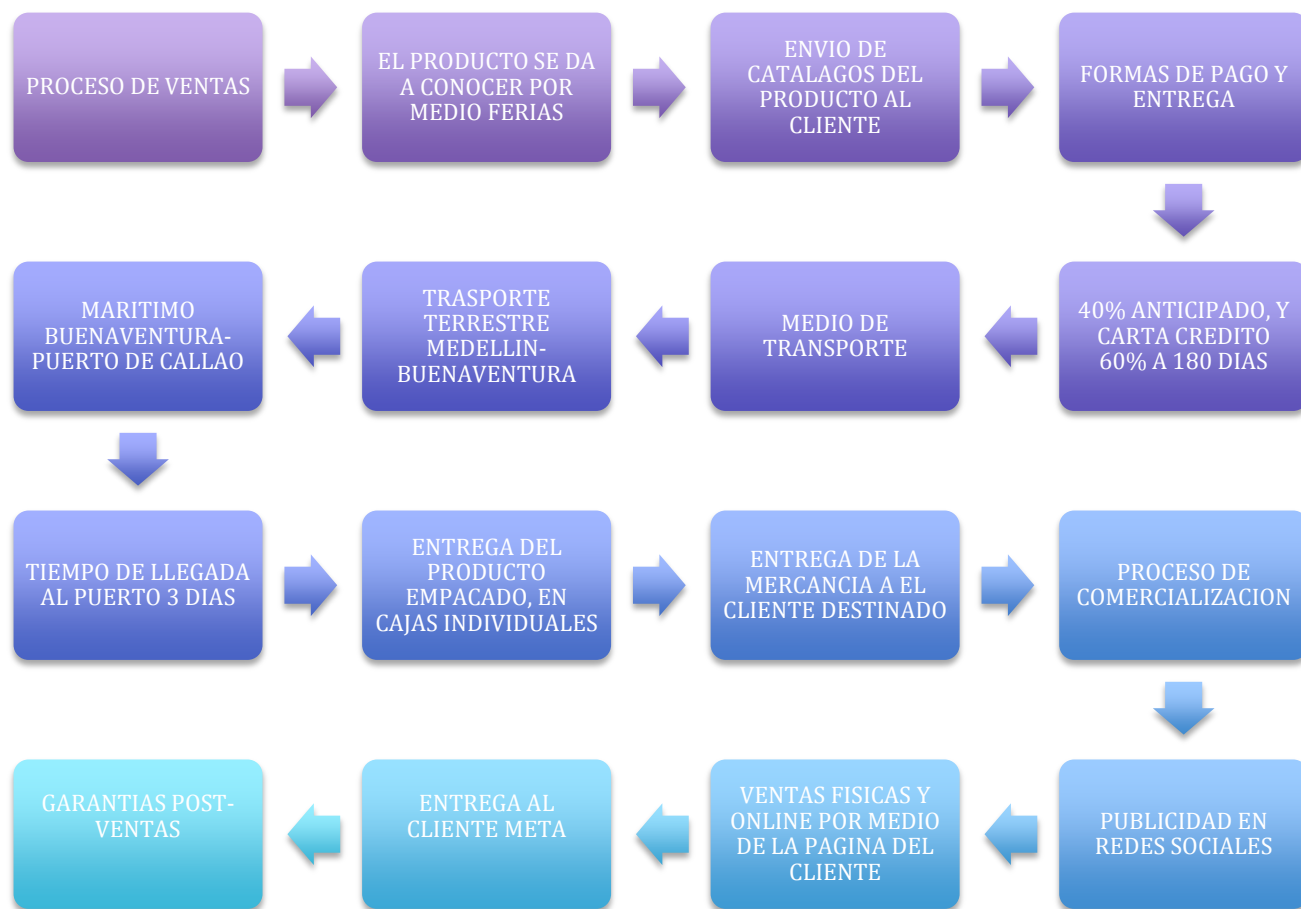 PROCESO DE VENTAS
EL PRODUCTO SE DA
A CONOCER POR
MEDIO FERIAS
ENVIO DE
CATALAGOS DEL
PRODUCTO AL
CLIENTE
FORMAS DE PAGO Y
ENTREGA
40% ANTICIPADO, Y
CARTA CREDITO
60% A 180 DIAS
MEDIO DE
TRANSPORTE
TRASPORTE
TERRESTRE
MEDELLIN-
BUENAVENTURA
MARITIMO
BUENAVENTURA-
PUERTO DE CALLAO
TIEMPO DE LLEGADA
AL PUERTO 3 DIAS
ENTREGA DEL
PRODUCTO
EMPACADO, EN
CAJAS INDIVIDUALES
ENTREGA DE LA
MERCANCIA A EL
CLIENTE DESTINADO
PROCESO DE
COMERCIALIZACION
PUBLICIDAD EN
REDES SOCIALES
VENTAS FISICAS Y
ONLINE POR MEDIO
DE LA PAGINA DEL
CLIENTE
ENTREGA AL
CLIENTE META
GARANTIAS POST-
VENTAS